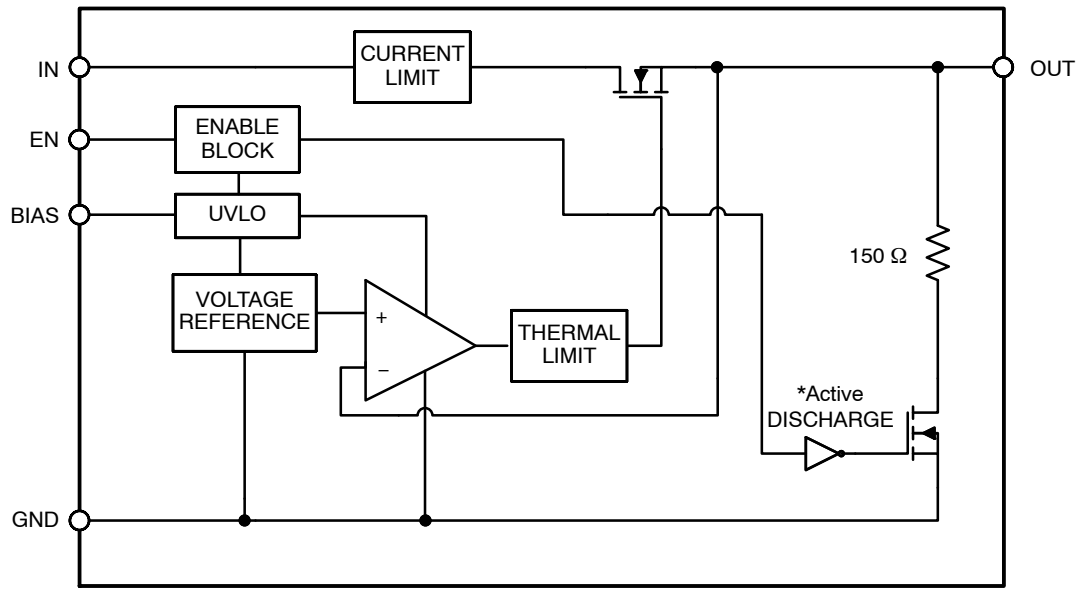 IN
CURRENT
LIMIT
OUT
EN
ENABLE
BLOCK
BIAS
UVLO
150 Ω
VOLTAGE
REFERENCE
+
−
THERMAL
LIMIT
*Active
DISCHARGE
GND